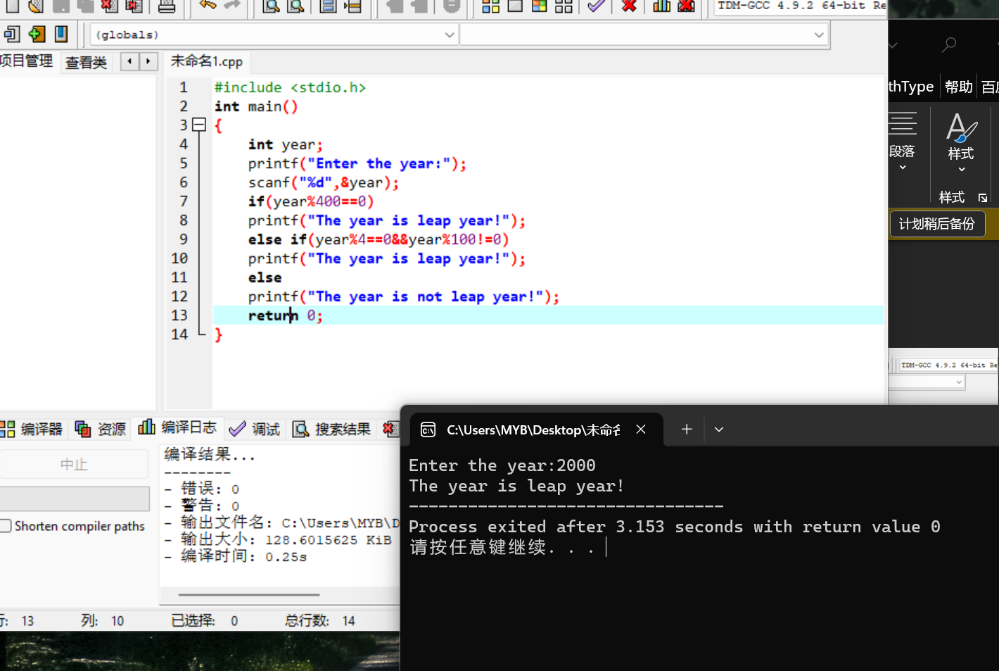 TDM-GCC 4.9.2 64-bit Re
(globals)
项目管理 查看类
未命名1.cpp
1 #include <stdio.h>
2 int main()
3 {
4 int year;
5 printf("Enter the year:");
6 scanf("%d",&year);
7 if(year%400==0)
8 printf("The year is leap year!");
9 else if(year%4==0&&year%100!=0)
10 printf("The year is leap year!");
11 else
12 printf("The year is not leap year!");
13 return 0;
14 }
thType 帮助 百度
段落
样式
样式
计划稍后备份
TDM-GCC 4.9.2 64-bit Re
编译器 资源 编译日志 调试 搜索结果
中止
Shorten compiler paths
编译结果...
--------
- 错误: 0
- 警告: 0
- 输出文件名: C:\Users\MYB\D
- 输出大小: 128.6015625 KiB
- 编译时间: 0.25s
行: 13 列: 10 已选择: 0 总行数: 14
C:\Users\MYB\Desktop\未命名
Enter the year:2000
The year is leap year!
--------------------------------
Process exited after 3.153 seconds with return value 0
请按任意键继续. . .